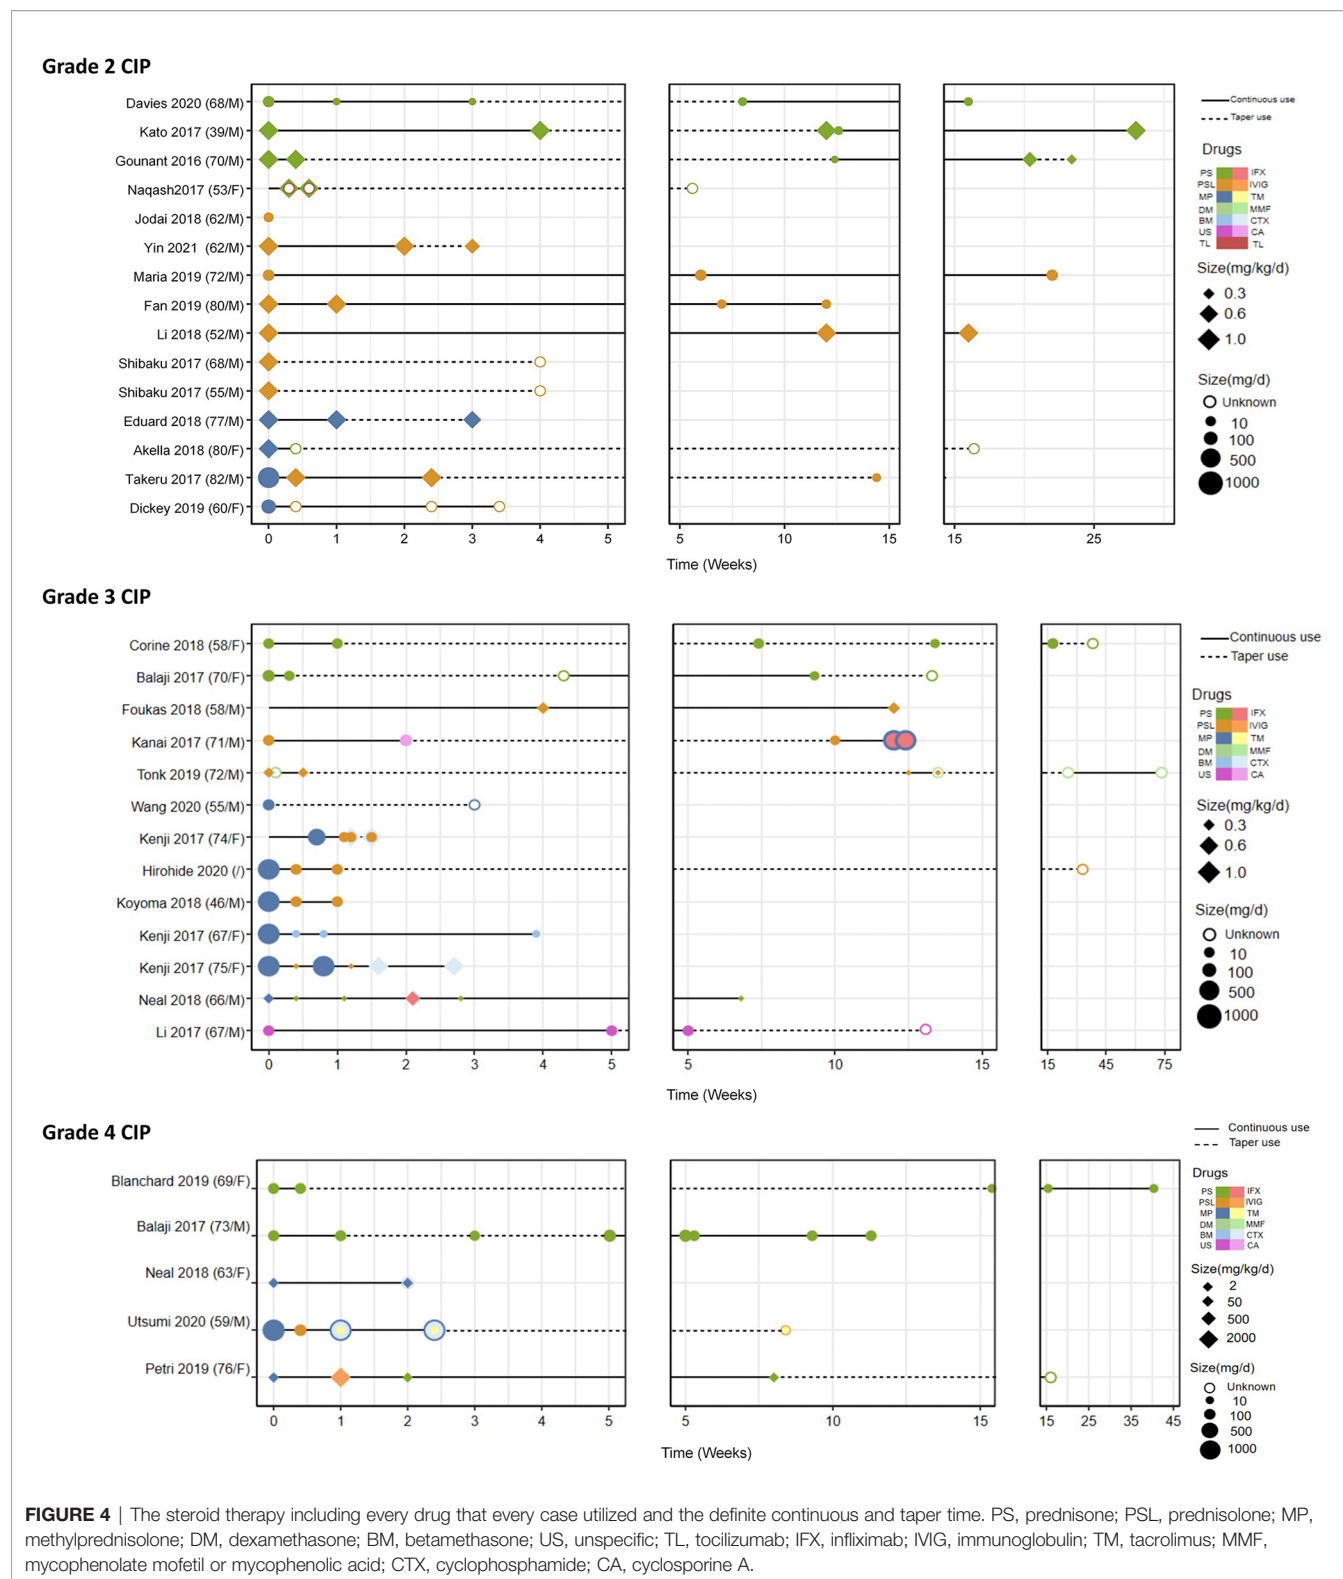 Grade 2 CIP
Davies 2020 (68/M)
Kato 2017 (39/M)
Gounant 2016 (70/M)
Naqash2017 (53/F)
Jodai 2018 (62/M)
Yin 2021 (62/M)
Maria 2019 (72/M)
Fan 2019 (80/M)
Li 2018 (52/M)
Shibaku 2017 (68/M)
Shibaku 2017 (55/M)
Eduard 2018 (77/M)
Akella 2018 (80/F)
Takeru 2017 (82/M)
Dickey 2019 (60/F)
0 1 2 3 4 5
5 10 15
15 25
Time (Weeks)
Continuous use
Taper use
Drugs
PS IFX
PSL IVIG
MP TM
DM MMF
BM CTX
US CA
TL TL
Size(mg/kg/d)
0.3
0.6
1.0
Size(mg/d)
Unknown
10
100
500
1000
Grade 3 CIP
Corine 2018 (58/F)
Balaji 2017 (70/F)
Foukas 2018 (58/M)
Kanai 2017 (71/M)
Tonk 2019 (72/M)
Wang 2020 (55/M)
Kenji 2017 (74/F)
Hirohide 2020 (/)
Koyoma 2018 (46/M)
Kenji 2017 (67/F)
Kenji 2017 (75/F)
Neal 2018 (66/M)
Li 2017 (67/M)
0 1 2 3 4 5
5 10 15
15 45 75
Time (Weeks)
Continuous use
Taper use
Drugs
PS IFX
PSL IVIG
MP TM
DM MMF
BM CTX
US CA
Size(mg/kg/d)
0.3
0.6
1.0
Size(mg/d)
Unknown
10
100
500
1000
Grade 4 CIP
Blanchard 2019 (69/F)
Balaji 2017 (73/M)
Neal 2018 (63/F)
Utsumi 2020 (59/M)
Petri 2019 (76/F)
0 1 2 3 4 5
5 10 15
15 25 35 45
Time (Weeks)
Continuous use
Taper use
Drugs
PS IFX
PSL IVIG
MP TM
DM MMF
BM CTX
US CA
Size(mg/kg/d)
2
50
500
2000
Size(mg/d)
Unknown
10
100
500
1000
FIGURE 4 | The steroid therapy including every drug that every case utilized and the definite continuous and taper time. PS, prednisone; PSL, prednisolone; MP,
methylprednisolone; DM, dexamethasone; BM, betamethasone; US, unspecific; TL, tocilizumab; IFX, infliximab; IVIG, immunoglobulin; TM, tacrolimus; MMF,
mycophenolate mofetil or mycophenolic acid; CTX, cyclophosphamide; CA, cyclosporine A.